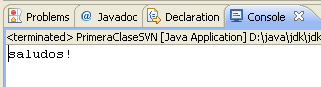 Problems @ Javadoc Declaration Console
<terminated> PrimeraClaseSVN [Java Application] D:\java\jdk\jdk
saludos!